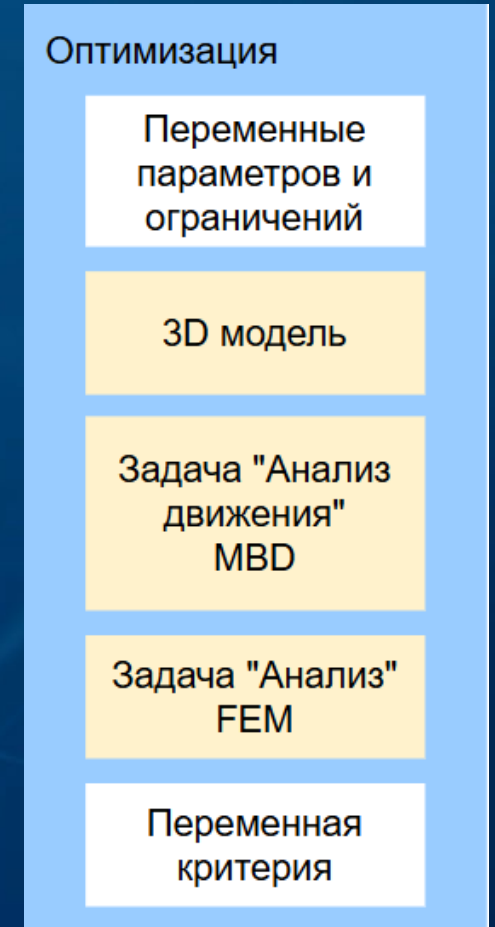 Оптимизация
Переменные
параметров и
ограничений
3D модель
Задача "Анализ
движения"
MBD
Задача "Анализ"
FEM
Переменная
критерия